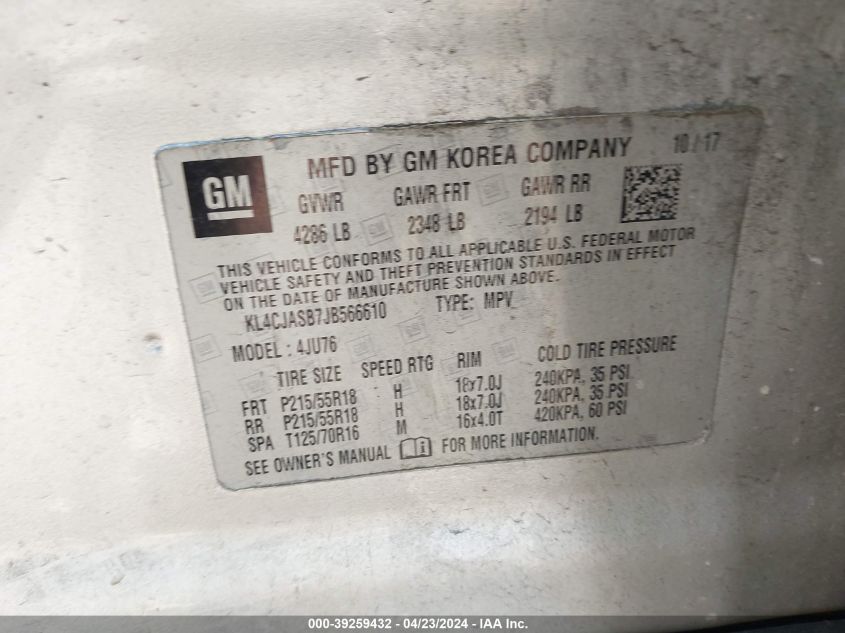 GM
MFD BY GM KOREA COMPANY 10/17
GVWR GAWR FRT GAWR RR
4286 LB 2348 LB 2194 LB
THIS VEHICLE CONFORMS TO ALL APPLICABLE U.S. FEDERAL MOTOR
VEHICLE SAFETY AND THEFT PREVENTION STANDARDS IN EFFECT
ON THE DATE OF MANUFACTURE SHOWN ABOVE.
KL4CJASB7JB566610 TYPE: MPV
MODEL: 4JU76
TIRE SIZE SPEED RTG RIM COLD TIRE PRESSURE
FRT P215/55R18 H 18x7.0J 240KPA, 35 PSI
RR P215/55R18 H 18x7.0J 240KPA, 35 PSI
SPA T125/70R16 M 16x4.0T 420KPA, 60 PSI
SEE OWNER'S MANUAL i FOR MORE INFORMATION.
000-39259432 - 04/23/2024 - IAA Inc.